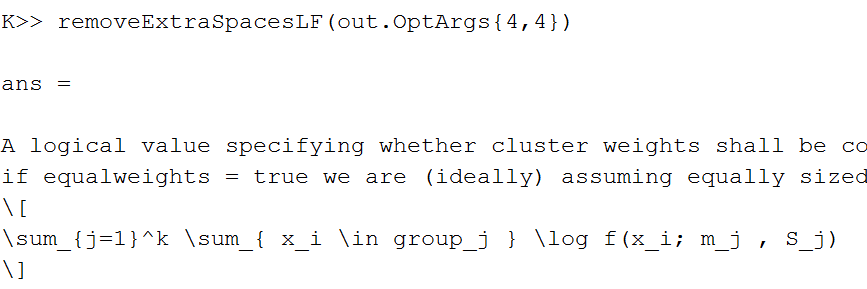 K>> removeExtraSpacesLF(out.OptArgs{4,4})
ans =
A logical value specifying whether cluster weights shall be co
if equalweights = true we are (ideally) assuming equally sized
\[
\sum_{j=1}^k \sum_{ x_i \in group_j } \log f(x_i; m_j , S_j)
\]